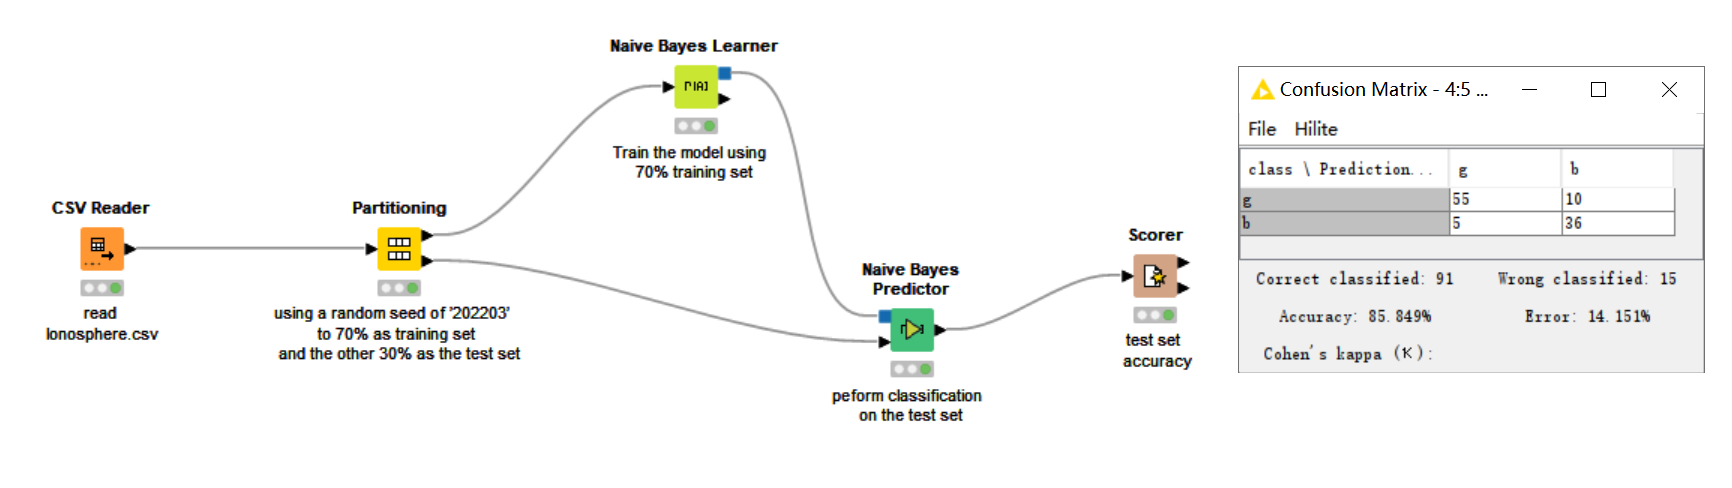 Naive Bayes Learner
Train the model using
70% training set
CSV Reader
read
Ionosphere.csv
Partitioning
using a random seed of '202203'
to 70% as training set
and the other 30% as the test set
Naive Bayes
Predictor
peform classification
on the test set
Scorer
test set
accuracy
Confusion Matrix - 4:5 ...
File Hilite
class \ Prediction... g b
g 55 10
b 5 36
Correct classified: 91 Wrong classified: 15
Accuracy: 85.849% Error: 14.151%
Cohen's kappa (κ):